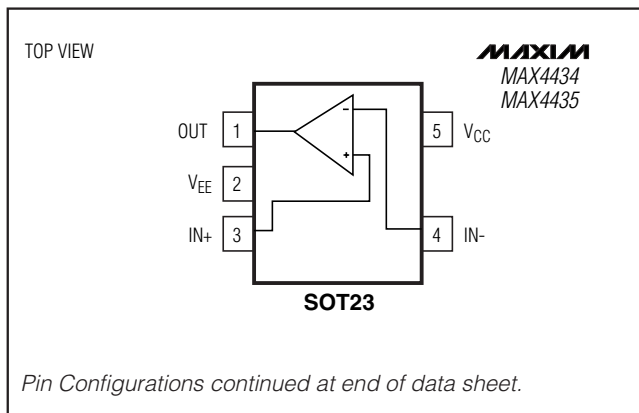 TOP VIEW
MAXIM
MAX4434
MAX4435
OUT 1
5 VCC
VEE 2
IN+ 3
4 IN-
-
+
SOT23
Pin Configurations continued at end of data sheet.